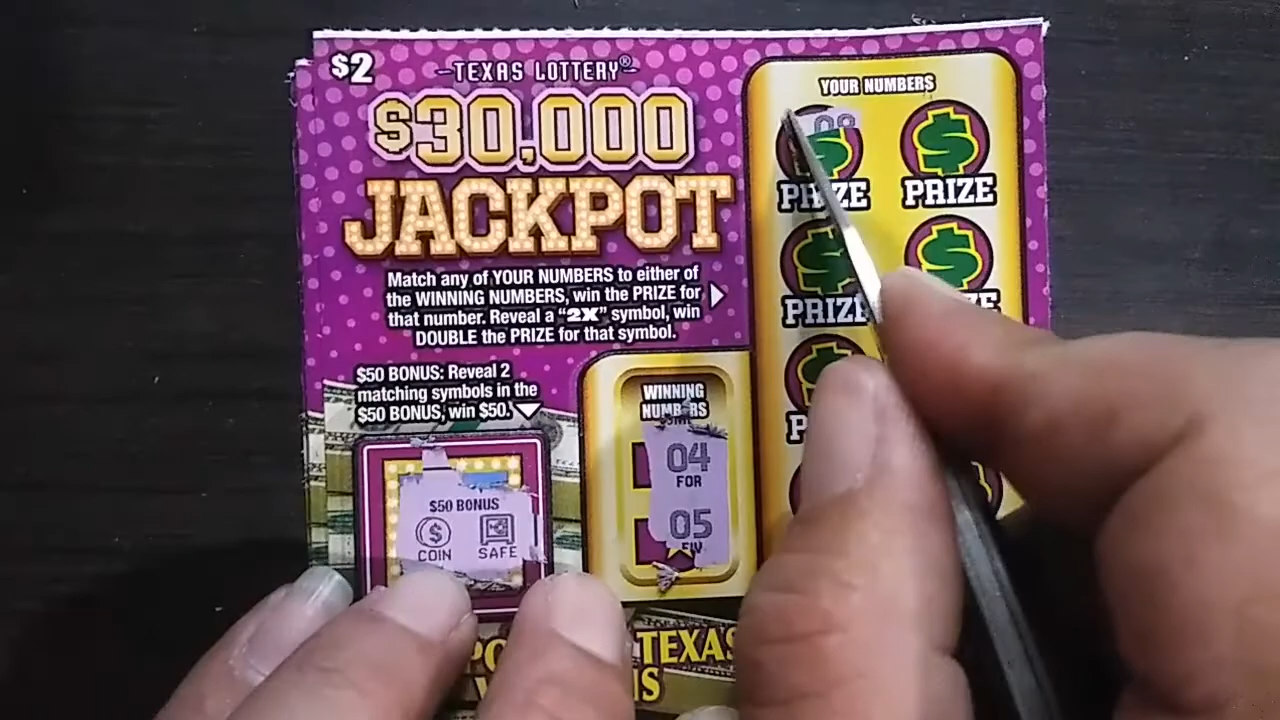 $2
TEXAS LOTTERY®
$30,000
JACKPOT
Match any of YOUR NUMBERS to either of
the WINNING NUMBERS, win the PRIZE for
that number. Reveal a "2X" symbol, win
DOUBLE the PRIZE for that symbol.
$50 BONUS: Reveal 2
matching symbols in the
$50 BONUS, win $50.
$50 BONUS
COIN SAFE
WINNING
NUMBERS
04
FOR
05
YOUR NUMBERS
PRIZE PRIZE
PRIZE
TEXAS